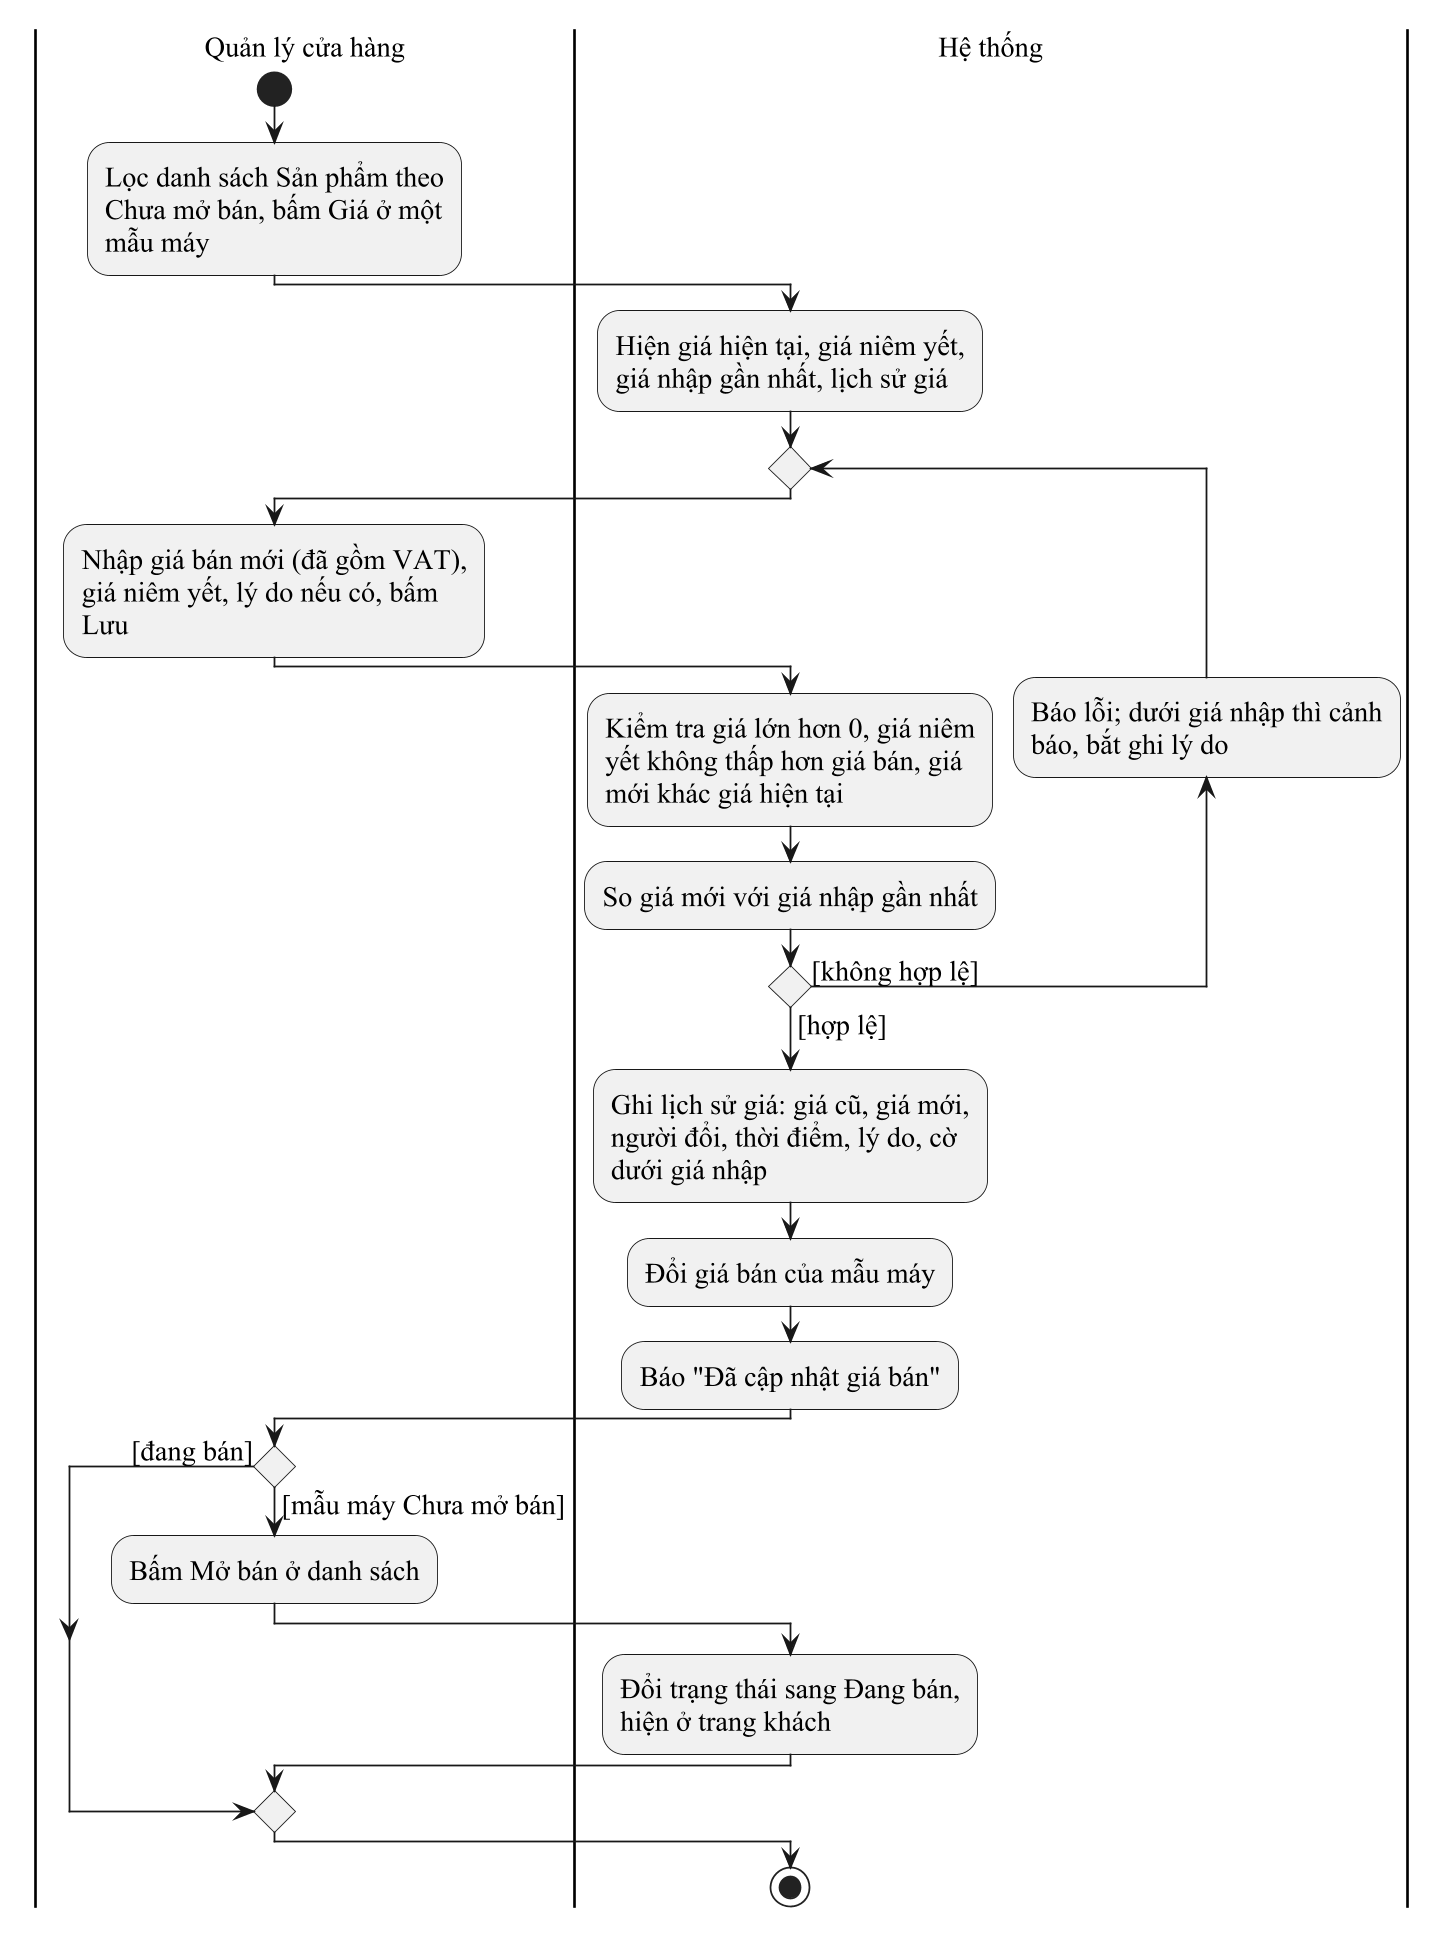 Quản lý cửa hàng
Hệ thống
Lọc danh sách Sản phẩm theo
Chưa mở bán, bấm Giá ở một
mẫu máy
Hiện giá hiện tại, giá niêm yết,
giá nhập gần nhất, lịch sử giá
Nhập giá bán mới (đã gồm VAT),
giá niêm yết, lý do nếu có, bấm
Lưu
Kiểm tra giá lớn hơn 0, giá niêm
yết không thấp hơn giá bán, giá
mới khác giá hiện tại
Báo lỗi; dưới giá nhập thì cảnh
báo, bắt ghi lý do
So giá mới với giá nhập gần nhất
[không hợp lệ]
[hợp lệ]
Ghi lịch sử giá: giá cũ, giá mới,
người đổi, thời điểm, lý do, cờ
dưới giá nhập
Đổi giá bán của mẫu máy
Báo "Đã cập nhật giá bán"
[đang bán]
[mẫu máy Chưa mở bán]
Bấm Mở bán ở danh sách
Đổi trạng thái sang Đang bán,
hiện ở trang khách